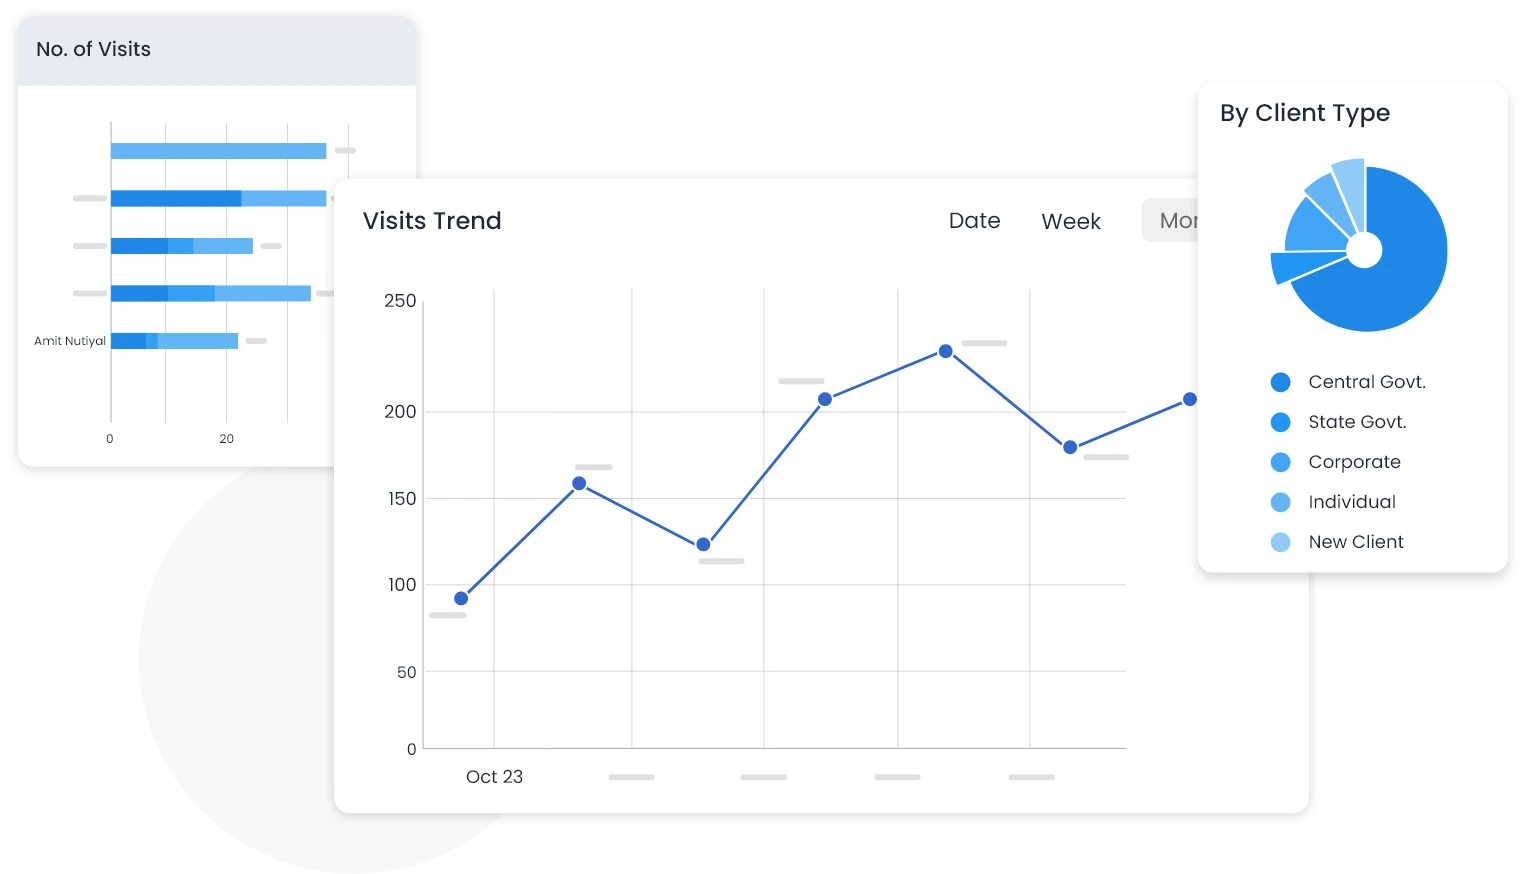 No. of Visits
Amit Nutiyal
0
20
Visits Trend
Date
Week
Mor
250
200
150
100
50
0
Oct 23
By Client Type
Central Govt.
State Govt.
Corporate
Individual
New Client